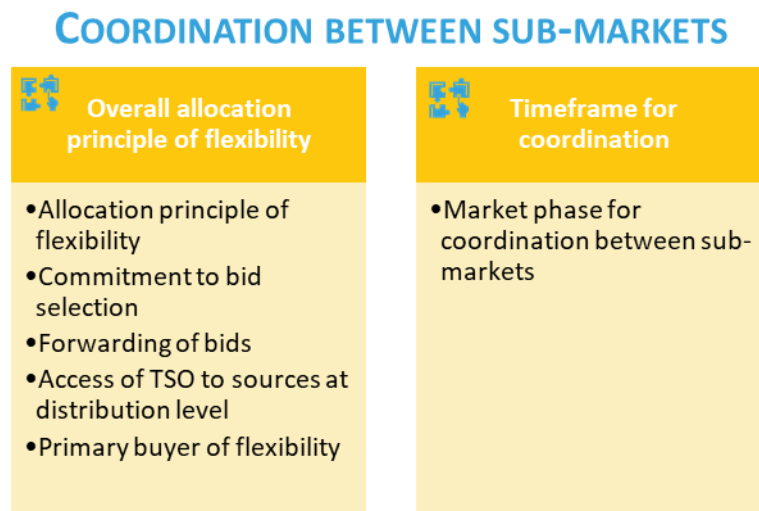 COORDINATION BETWEEN SUB-MARKETS
Overall allocation
principle of flexibility
•Allocation principle of
flexibility
•Commitment to bid
selection
•Forwarding of bids
•Access of TSO to sources at
distribution level
•Primary buyer of flexibility
Timeframe for
coordination
•Market phase for
coordination between sub-
markets